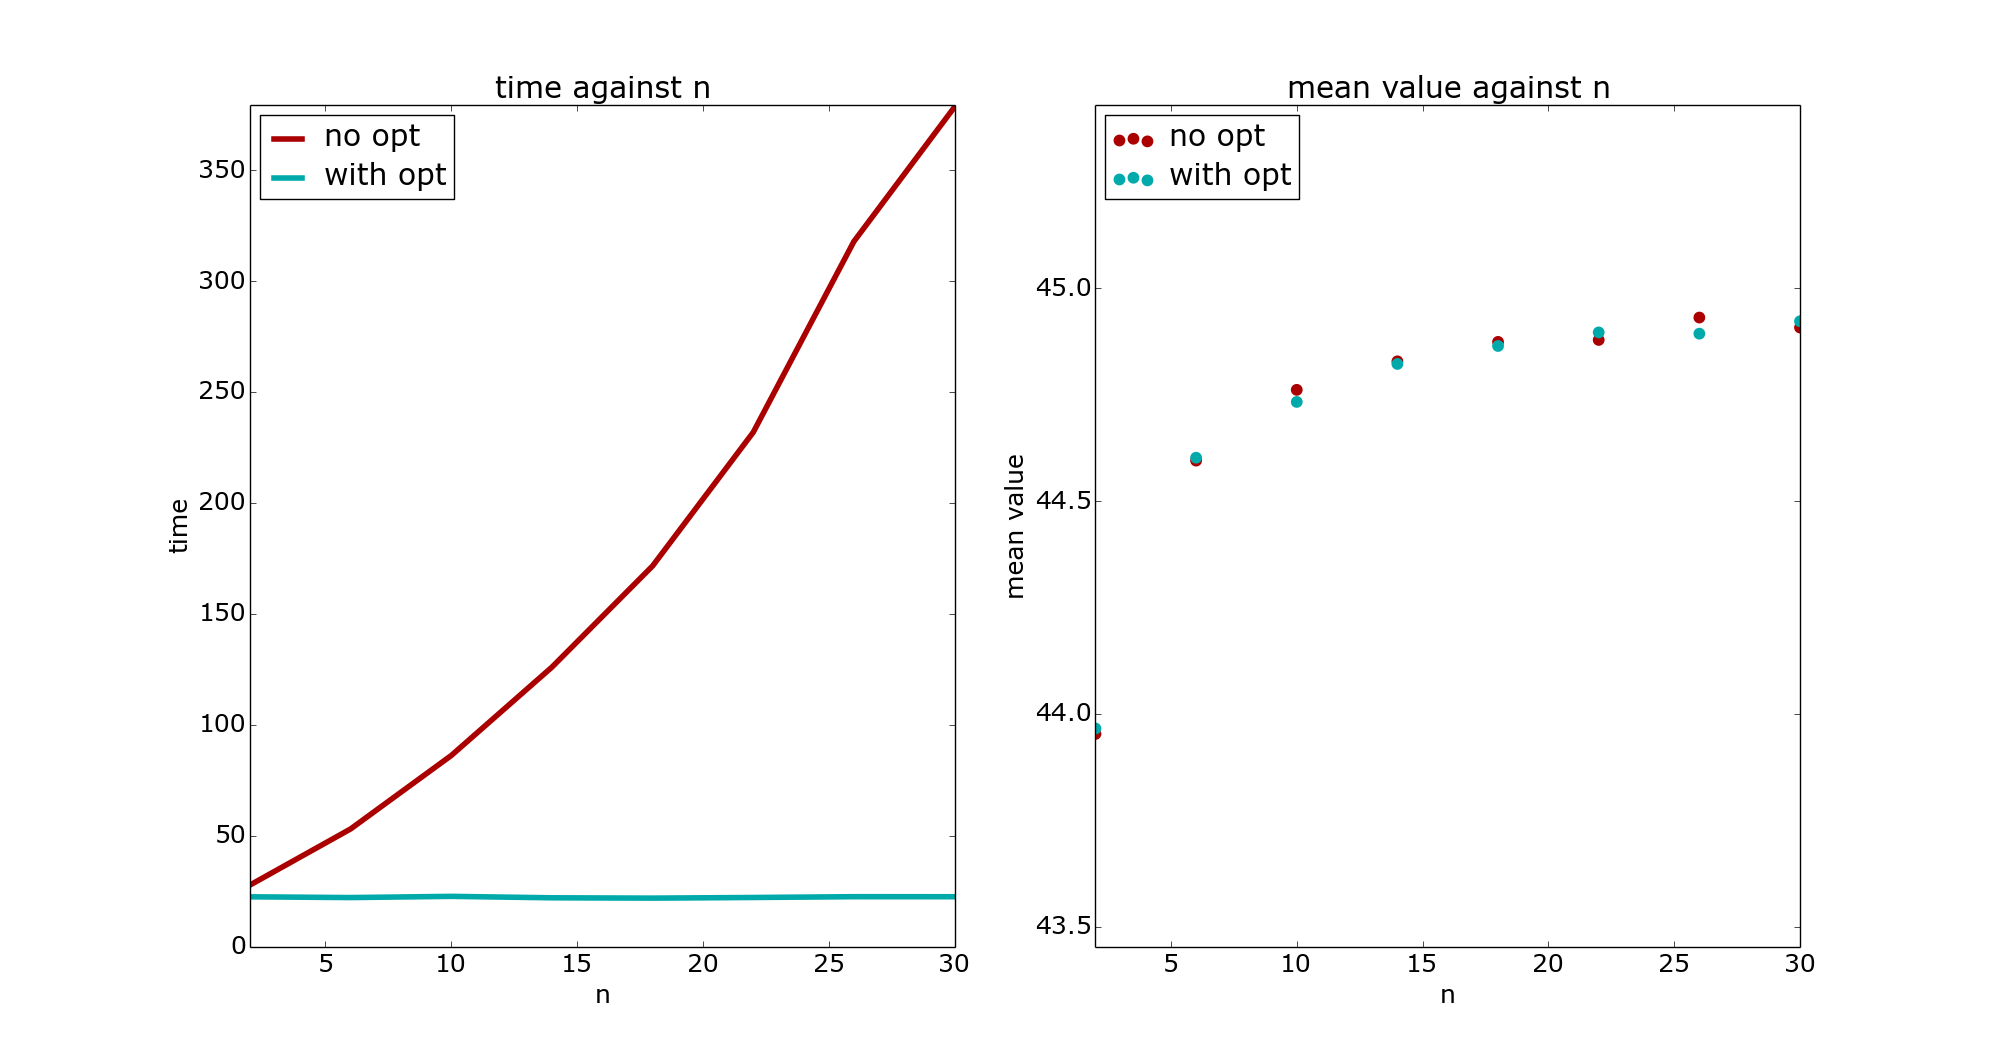 time against n
no opt
with opt
350
300
250
200
150
100
50
0
time
5 10 15 20 25 30
n
mean value against n
no opt
with opt
45.0
44.5
44.0
43.5
mean value
5 10 15 20 25 30
n